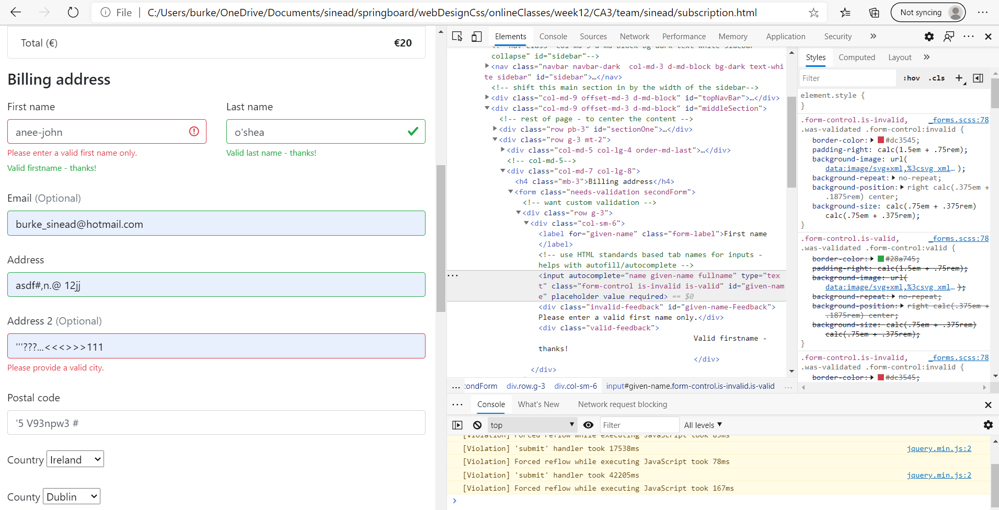 File | C:/Users/burke/OneDrive/Documents/sinead/springboard/webDesignCss/onlineClasses/week12/CA3/team/sinead/subscription.html
Not syncing
Total (€) €20
Billing address
First name Last name
anee-john o'shea
Please enter a valid first name only. Valid last name - thanks!
Valid firstname - thanks!
Email (Optional)
burke_sinead@hotmail.com
Address
asdf#,n.@ 12jj
Address 2 (Optional)
'''???...<<<>>>111
Please provide a valid city.
Postal code
'5 V93npw3 #
Country Ireland
County Dublin
Elements Console Sources Network Performance Memory Application Security »
<!-- nav class="col-md-3 d-md-block bg-dark text-white sidebar
collapse" id="sidebar"-->
<nav class="navbar navbar-dark  col-md-3 d-md-block bg-dark text-whi
te sidebar" id="sidebar">…</nav>
<!-- shift this main section in by the width of the sidebar-->
<div class="col-md-9 offset-md-3 d-md-block" id="topNavBar">…</div>
<div class="col-md-9 offset-md-3 d-md-block" id="middleSection">
<!-- rest of page - to center the content -->
<div class="row pb-3" id="sectionOne">…</div>
<div class="row g-3 mt-2">
<div class="col-md-5 col-lg-4 order-md-last">…</div>
<!-- col-md-5-->
<div class="col-md-7 col-lg-8">
<h4 class="mb-3">Billing address</h4>
<form class="needs-validation secondForm">
<!-- want custom validation -->
<div class="row g-3">
<div class="col-sm-6">
<label for="given-name" class="form-label">First name
</label>
<!-- use HTML standards based tab names for inputs -
helps with autofill/autocomplete -->
... <input autocomplete="name given-name fullname" type="tex
t" class="form-control is-invalid is-valid" id="given-nam
e" placeholder value required> == $0
<div class="invalid-feedback" id="given-name-Feedback">
Please enter a valid first name only.</div>
<div class="valid-feedback">
Valid firstname -
thanks!
</div>
</div>
... condForm div.row.g-3 div.col-sm-6 input#given-name.form-control.is-invalid.is-valid ...
Styles Computed Layout »
Filter :hov .cls +
element.style {
}
.form-control.is-invalid, _forms.scss:78
.was-validated .form-control:invalid {
border-color: #dc3545;
padding-right: calc(1.5em + .75rem);
background-image: url(
data:image/svg+xml,%3csvg xml… );
background-repeat: no-repeat;
background-position: right calc(.375em +
.1875rem) center;
background-size: calc(.75em + .375rem)
calc(.75em + .375rem);
}
.form-control.is-valid, _forms.scss:78
.was-validated .form-control:valid {
border-color: #28a745;
padding-right: calc(1.5em + .75rem);
background-image: url(
data:image/svg+xml,%3csvg xml… );
background-repeat: no-repeat;
background-position: right calc(.375em +
.1875rem) center;
background-size: calc(.75em + .375rem)
calc(.75em + .375rem);
}
.form-control.is-invalid, _forms.scss:78
.was-validated .form-control:invalid {
border-color: #dc3545;
... Console What's New Network request blocking
top Filter All levels
[Violation] Forced reflow while executing JavaScript took 69ms
[Violation] 'submit' handler took 17538ms jquery.min.js:2
[Violation] Forced reflow while executing JavaScript took 78ms
[Violation] 'submit' handler took 42205ms jquery.min.js:2
[Violation] Forced reflow while executing JavaScript took 167ms
>